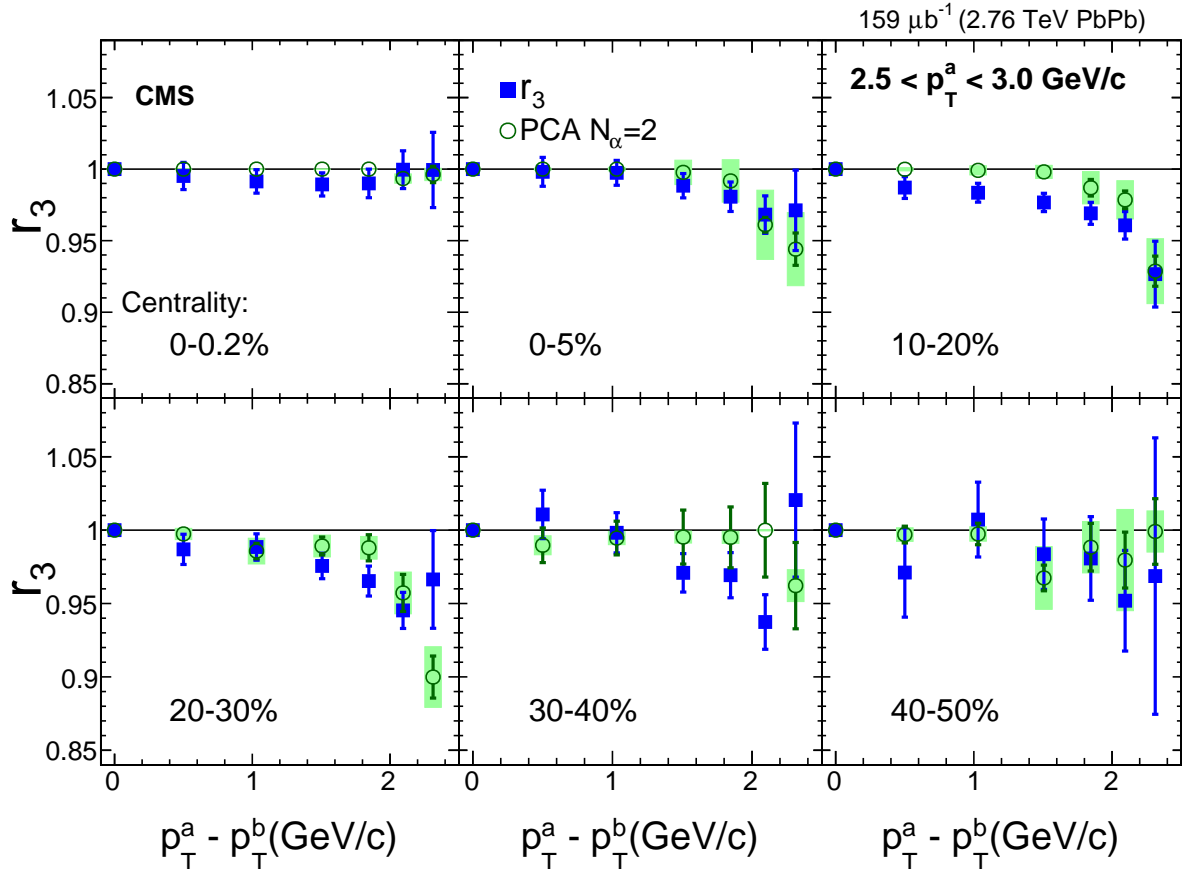 159 μb⁻¹ (2.76 TeV PbPb)
CMS
r₃
PCA N_α=2
2.5 < p_T^a < 3.0 GeV/c
r₃
1.05
1
0.95
0.9
0.85
Centrality:
0-0.2%
0-5%
10-20%
r₃
1.05
1
0.95
0.9
0.85
20-30%
30-40%
40-50%
0 1 2 0 1 2 0 1 2
p_T^a - p_T^b(GeV/c) p_T^a - p_T^b(GeV/c) p_T^a - p_T^b(GeV/c)